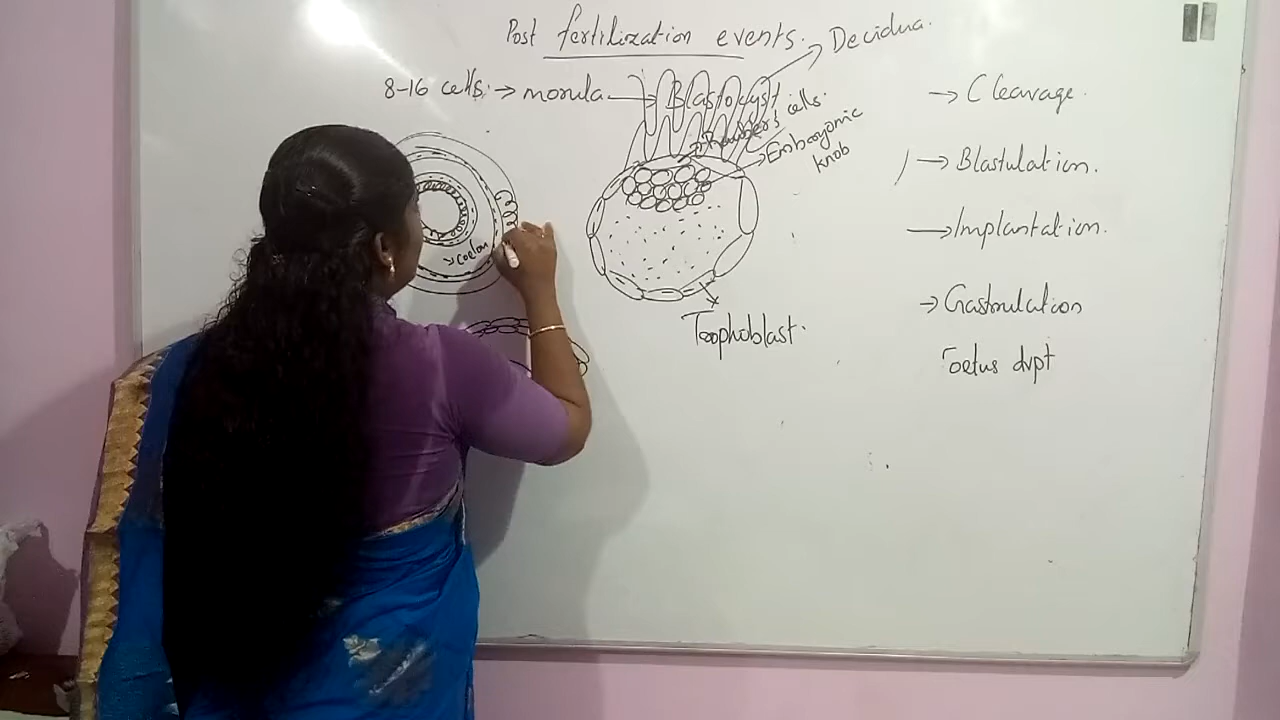 Post fertilization events.
Decidua.
8-16 cells. → morula → Blastocyst
Raubers cells.
Embryonic
knob
→ coelom
Trophoblast.
→ Cleavage.
→ Blastulation.
→ Implantation.
→ Gastrulation
Foetus dvpt